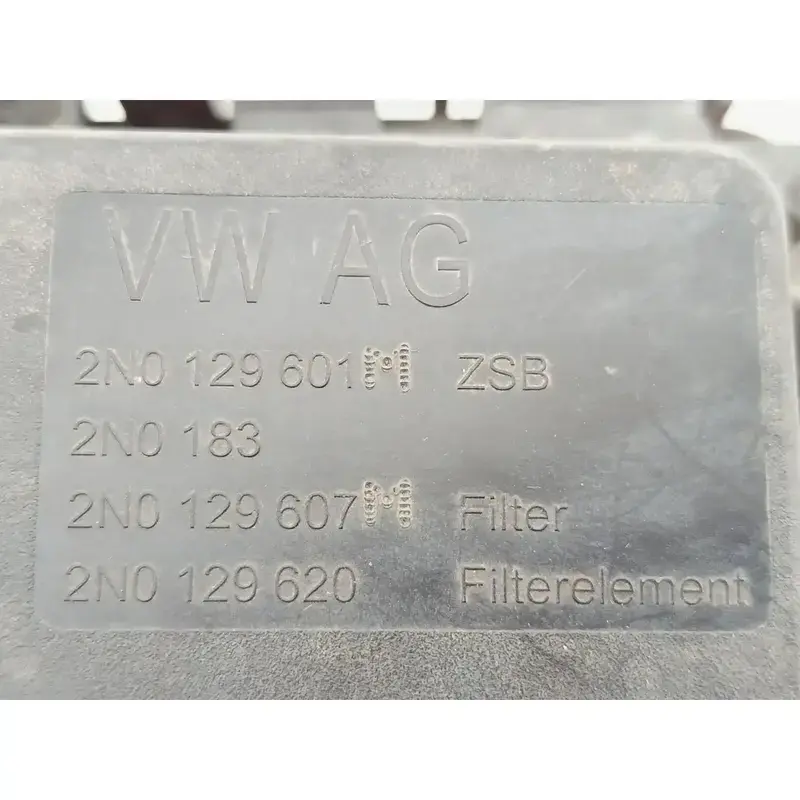 VW AG
2N0 129 601 M ZSB
2N0 183
2N0 129 607 M Filter
2N0 129 620 Filterelement